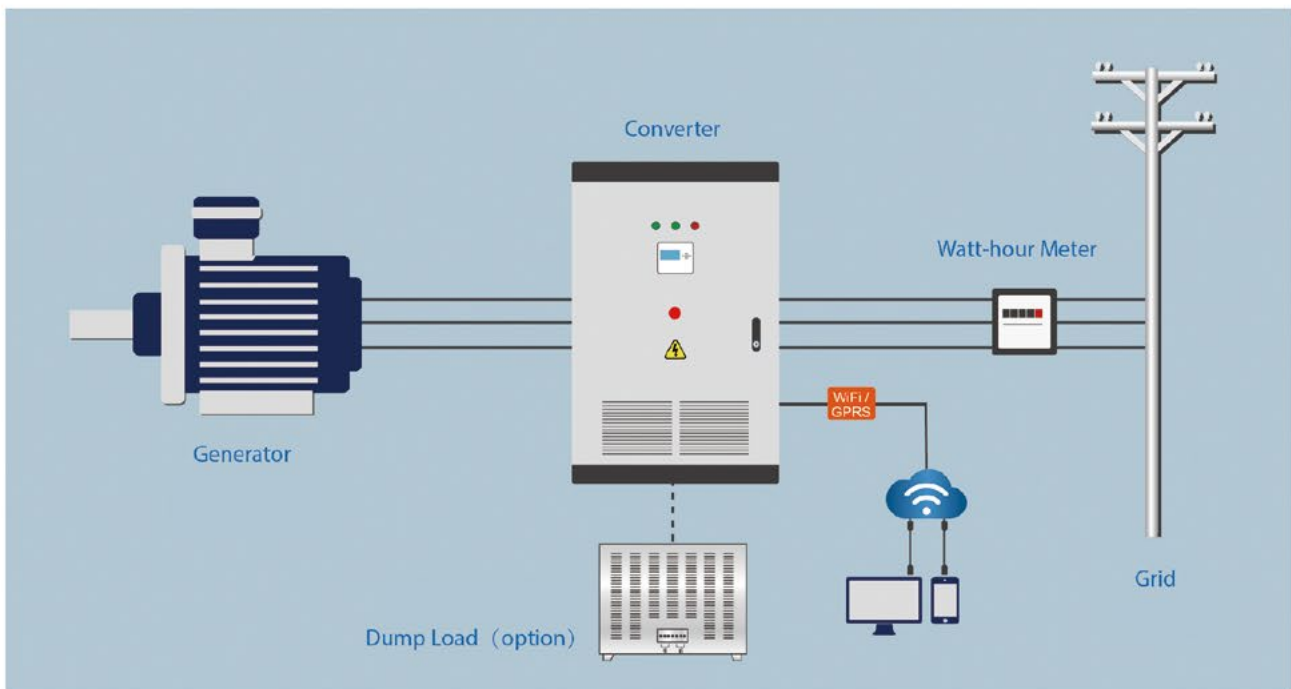 Converter
Watt-hour Meter
WiFi /
GPRS
Generator
Grid
Dump Load（option）